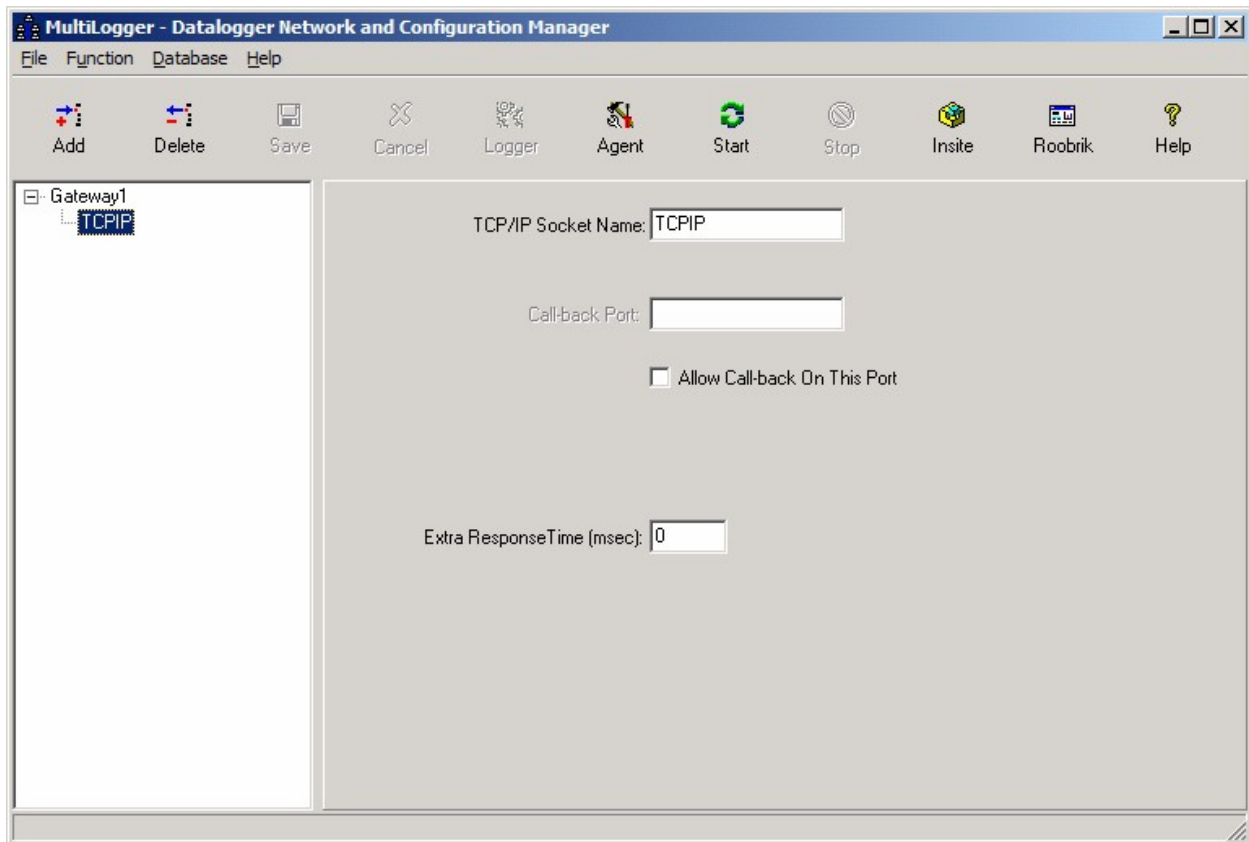 MultiLogger - Datalogger Network and Configuration Manager
File Function Database Help
Add Delete Save Cancel Logger Agent Start Stop Insite Roobrik Help
Gateway1
TCPIP
TCP/IP Socket Name: TCPIP
Call-back Port:
Allow Call-back On This Port
Extra ResponseTime (msec): 0